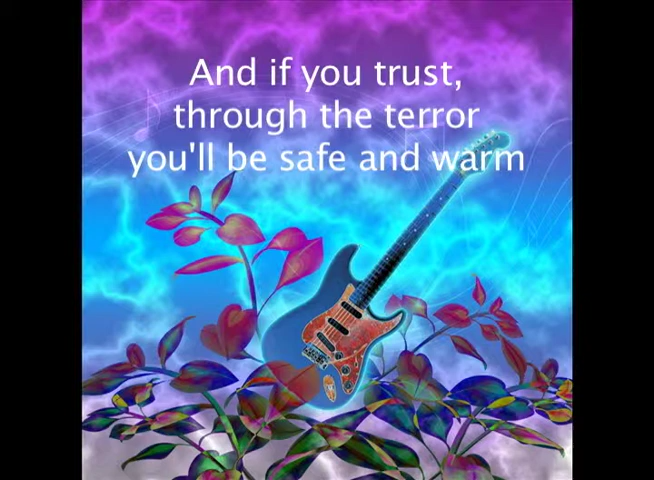 And if you trust,
through the terror
you'll be safe and warm